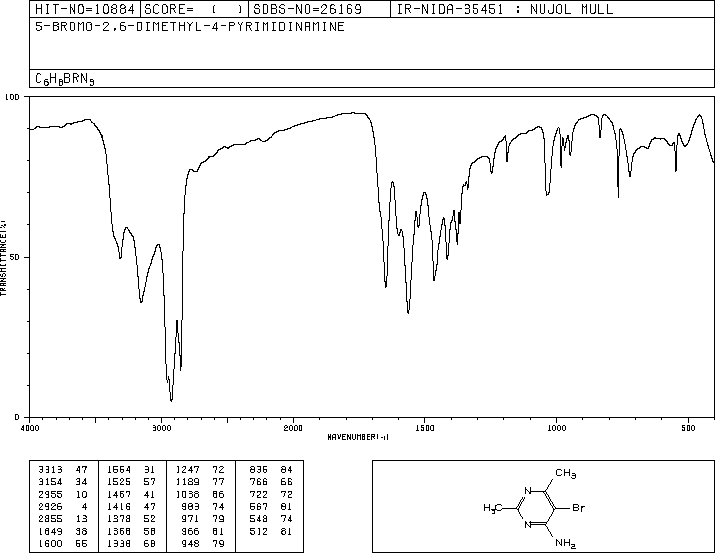 HIT-NO=10884 SCORE= ( ) SDBS-NO=26169 IR-NIDA-35451 : NUJOL MULL
5-BROMO-2,6-DIMETHYL-4-PYRIMIDINAMINE
C6H8BRN3
100
50
0
TRANSMITTANCE(%)
4000 3000 2000 1500 1000 500
WAVENUMBER(-1)
3313 47 1564 31 1247 72 836 84
3154 34 1525 57 1189 77 766 66
2955 10 1467 41 1038 66 722 72
2926 4 1416 47 983 74 567 81
2855 13 1378 52 971 79 548 74
1649 38 1368 58 966 81 512 81
1600 55 1338 68 948 79
CH3
N
Br
H3C
N
NH2